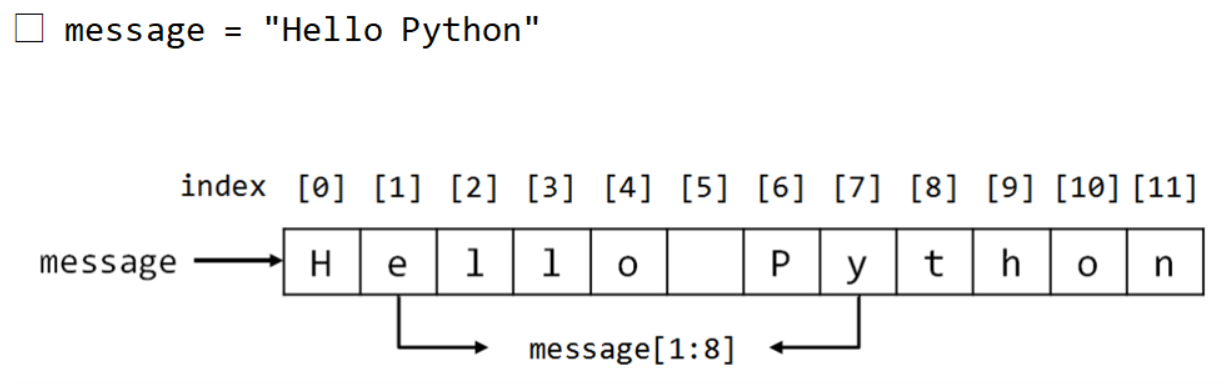 message = "Hello Python"
index [0] [1] [2] [3] [4] [5] [6] [7] [8] [9] [10] [11]
message H e l l o P y t h o n
message[1:8]